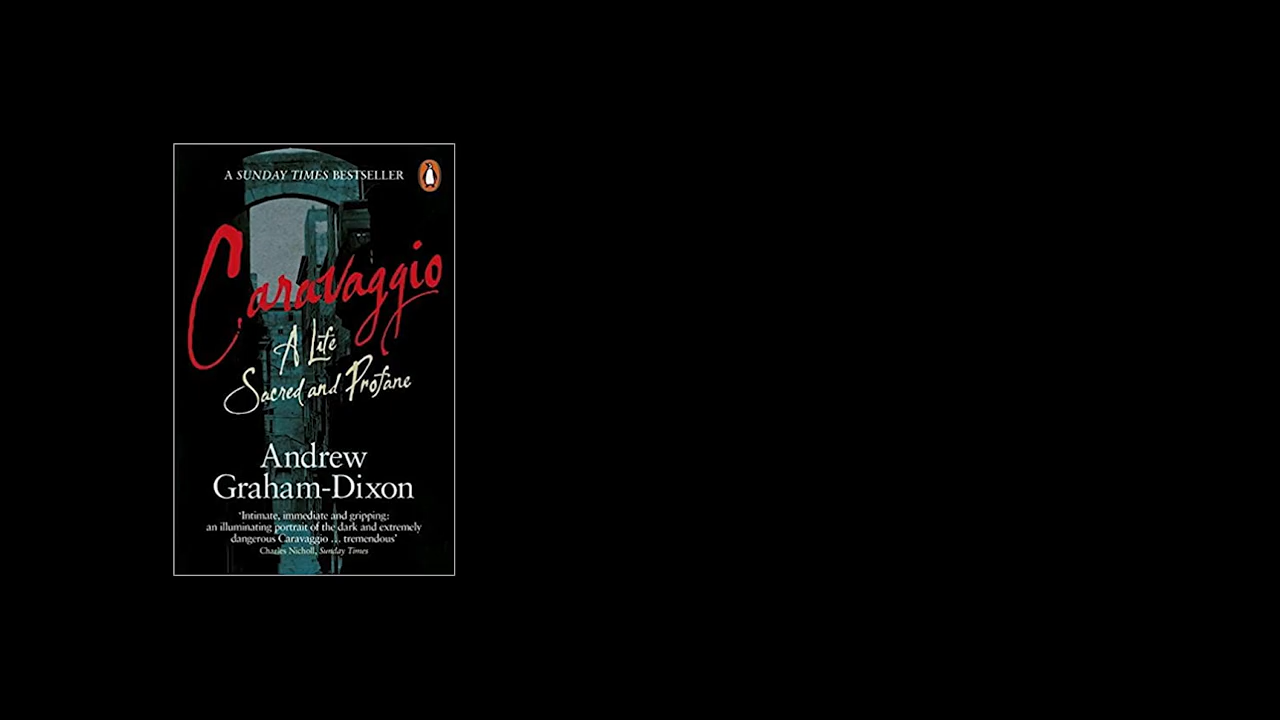 A SUNDAY TIMES BESTSELLER
Caravaggio
A Life
Sacred and Profane
Andrew
Graham-Dixon
'Intimate, immediate and gripping:
an illuminating portrait of the dark and extremely
dangerous Caravaggio ... tremendous'
Charles Nicholl, Sunday Times